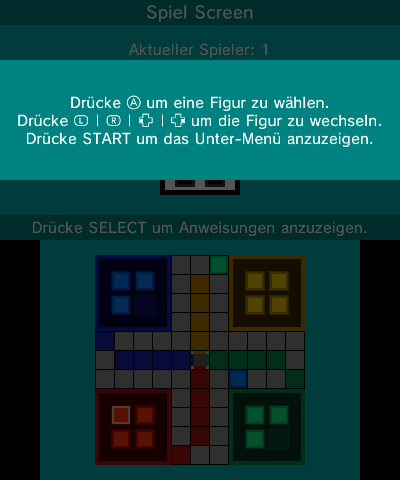 Spiel Screen
Aktueller Spieler: 1
Drücke Ⓐ um eine Figur zu wählen.
Drücke L | R | ✚ | ✚ um die Figur zu wechseln.
Drücke START um das Unter-Menü anzuzeigen.
Drücke SELECT um Anweisungen anzuzeigen.